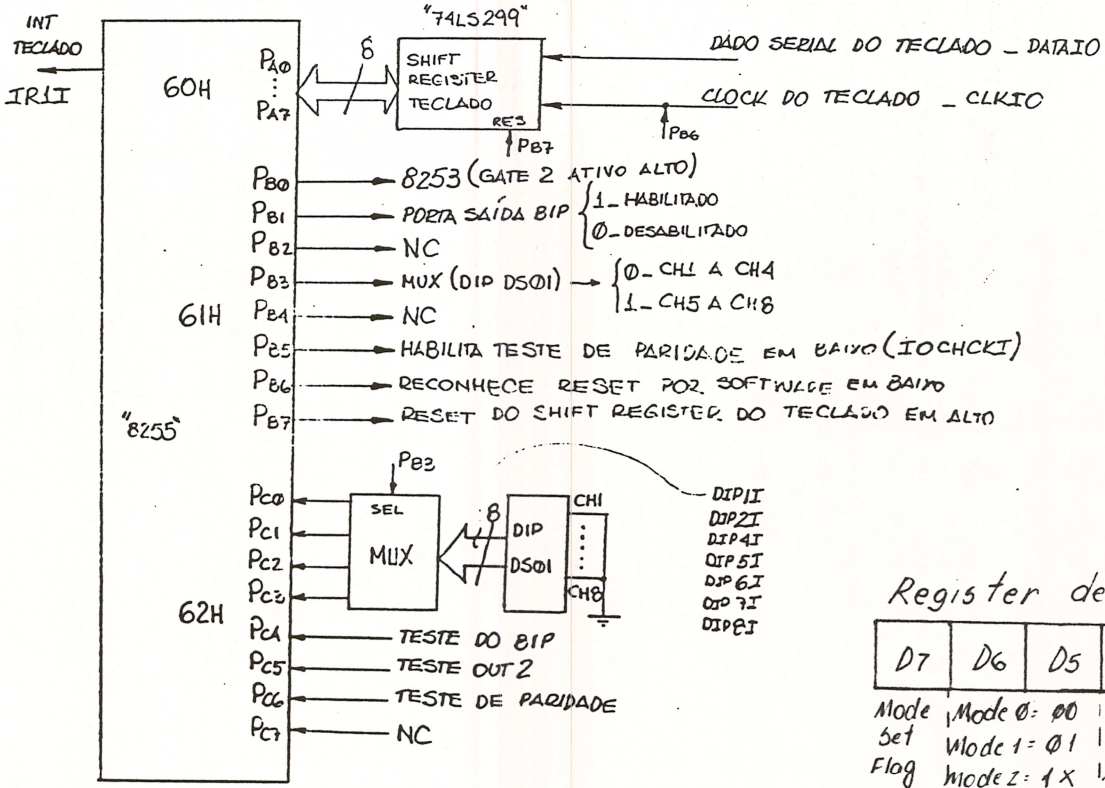 "74LS299"
INT
TECLADO
IR1I
60H
PA0
PA7
8
SHIFT
REGISTER
TECLADO
RES
DADO SERIAL DO TECLADO _ DATAIO
CLOCK DO TECLADO _ CLKIO
PB7
PB6
PB0
8253 (GATE 2 ATIVO ALTO)
PB1
PORTA SAÍDA BIP
1_ HABILITADO
0_ DESABILITADO
PB2
NC
PB3
MUX (DIP DS01)
0_ CH1 A CH4
1_ CH5 A CH8
61H
PB4
NC
PB5
HABILITA TESTE DE PARIDADE EM BAIXO (IOCHCKI)
PB6
RECONHECE RESET POR SOFTWARE EM BAIXO
PB7
RESET DO SHIFT REGISTER DO TECLADO EM ALTO
"8255"
PB3
PC0
PC1
PC2
PC3
SEL
MUX
8
DIP
DS01
CH1
CH8
DIP1I
DIP2I
DIP4I
DIP5I
DIP6I
DIP7I
DIP8I
62H
PC4
TESTE DO BIP
PC5
TESTE OUT 2
PC6
TESTE DE PARIDADE
PC7
NC
Register de
D7 D6 D5
Mode Set Flag
Mode 0: 00
Mode 1 = 01
Mode 2: 1X